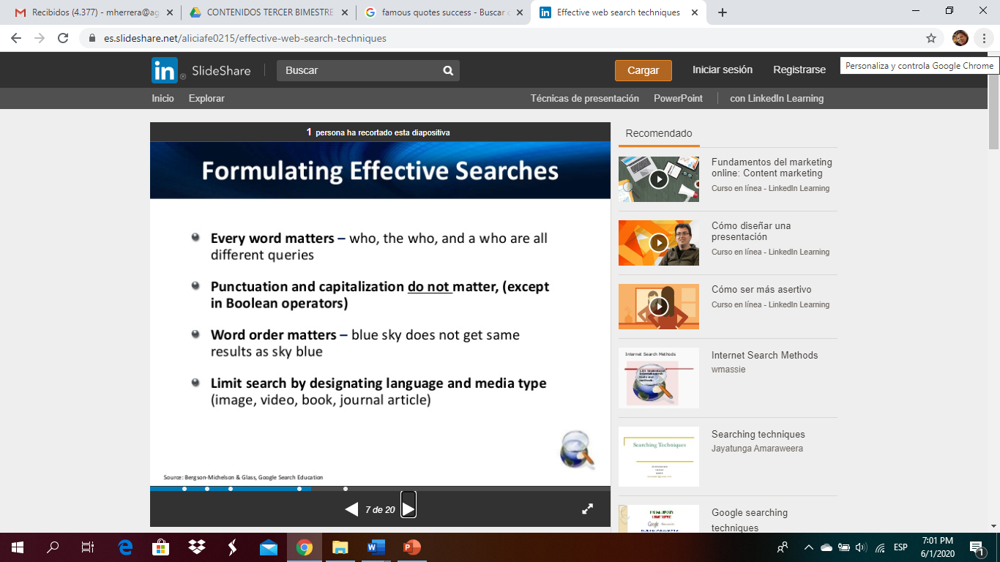 Recibidos (4.377) - mherrera@ag
CONTENIDOS TERCER BIMESTRE
famous quotes success - Buscar c
Effective web search techniques
es.slideshare.net/aliciafe0215/effective-web-search-techniques
in SlideShare
Buscar
Cargar
Iniciar sesión
Registrarse
Personaliza y controla Google Chrome
Inicio
Explorar
Técnicas de presentación
PowerPoint
con LinkedIn Learning
1 persona ha recortado esta diapositiva
Formulating Effective Searches
Every word matters – who, the who, and a who are all
different queries
Punctuation and capitalization do not matter, (except
in Boolean operators)
Word order matters – blue sky does not get same
results as sky blue
Limit search by designating language and media type
(image, video, book, journal article)
Source: Bergson-Michelson & Glass, Google Search Education
7 de 20
Recomendado
Fundamentos del marketing
online: Content marketing
Curso en línea - LinkedIn Learning
Cómo diseñar una
presentación
Curso en línea - LinkedIn Learning
Cómo ser más asertivo
Curso en línea - LinkedIn Learning
Internet Search Methods
Internet Search Methods
wmassie
Searching Techniques
Searching techniques
Jayatunga Amaraweera
Google
Google searching
techniques
ESP
7:01 PM
6/1/2020
1